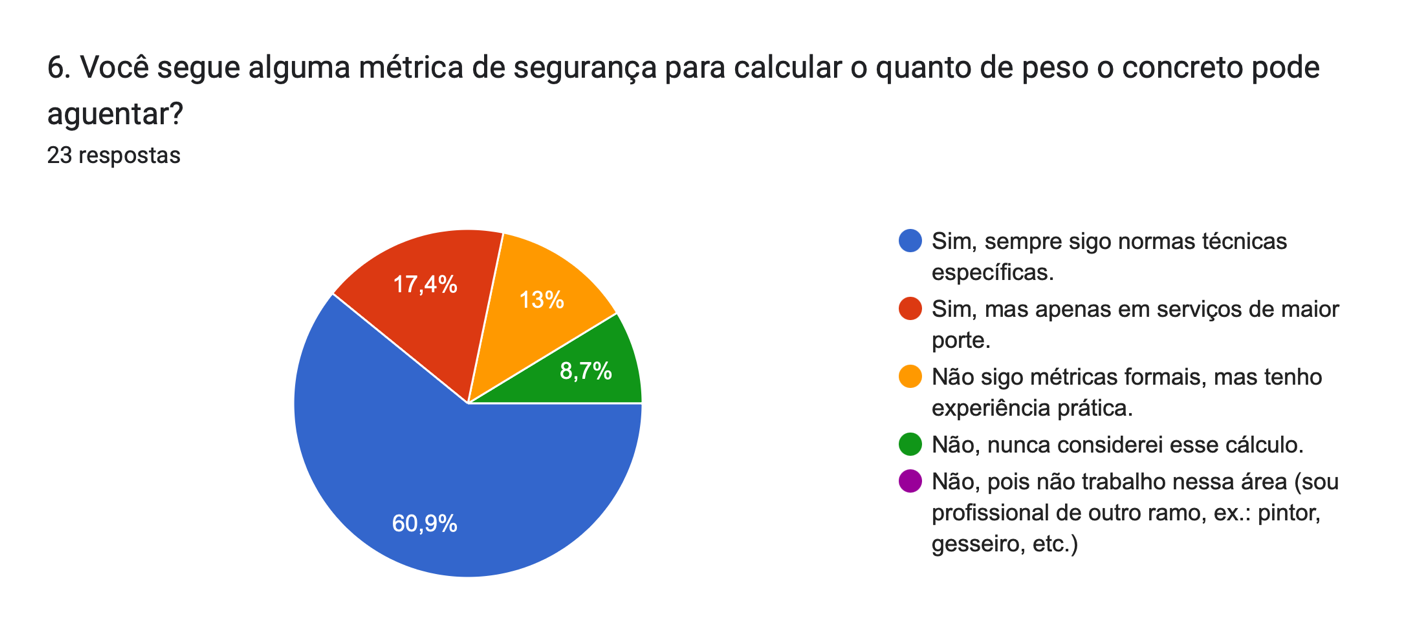 6. Você segue alguma métrica de segurança para calcular o quanto de peso o concreto pode
aguentar?
23 respostas
17,4%
13%
8,7%
60,9%
Sim, sempre sigo normas técnicas
específicas.
Sim, mas apenas em serviços de maior
porte.
Não sigo métricas formais, mas tenho
experiência prática.
Não, nunca considerei esse cálculo.
Não, pois não trabalho nessa área (sou
profissional de outro ramo, ex.: pintor,
gesseiro, etc.)